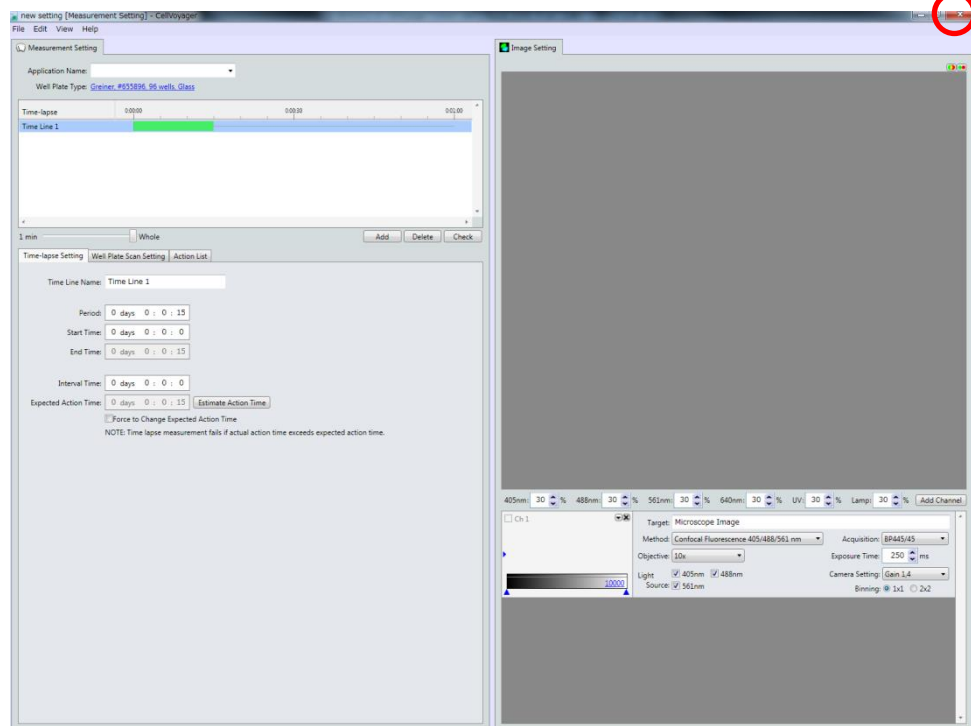 new setting [Measurement Setting] - CellVoyager
File Edit View Help
Measurement Setting
Application Name:
Well Plate Type: Greiner, #655896, 96 wells, Glass
Time-lapse 0:00:00 0:00:30 0:01:00
Time Line 1
1 min Whole Add Delete Check
Time-lapse Setting Well Plate Scan Setting Action List
Time Line Name: Time Line 1
Period: 0 days 0 : 0 : 15
Start Time: 0 days 0 : 0 : 0
End Time: 0 days 0 : 0 : 15
Interval Time: 0 days 0 : 0 : 0
Expected Action Time: 0 days 0 : 0 : 15 Estimate Action Time
Force to Change Expected Action Time
NOTE: Time lapse measurement fails if actual action time exceeds expected action time.
Image Setting
405nm: 30 % 488nm: 30 % 561nm: 30 % 640nm: 30 % UV: 30 % Lamp: 30 % Add Channel
Ch 1
10000
Target: Microscope Image
Method: Confocal Fluorescence 405/488/561 nm Acquisition: BP445/45
Objective: 10x Exposure Time: 250 ms
Light Source: 405nm 488nm Camera Setting: Gain 1,4
561nm Binning: 1x1 2x2